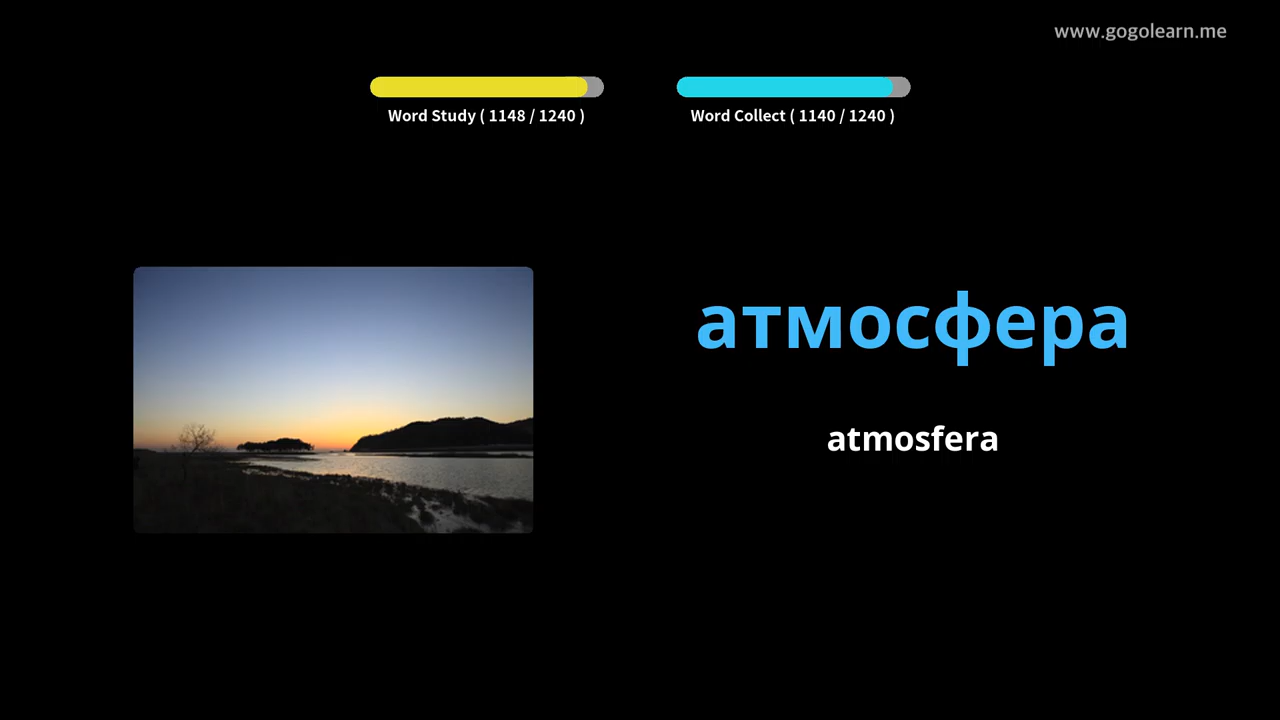 www.gogolearn.me
Word Study ( 1148 / 1240 )
Word Collect ( 1140 / 1240 )
атмосфера
atmosfera